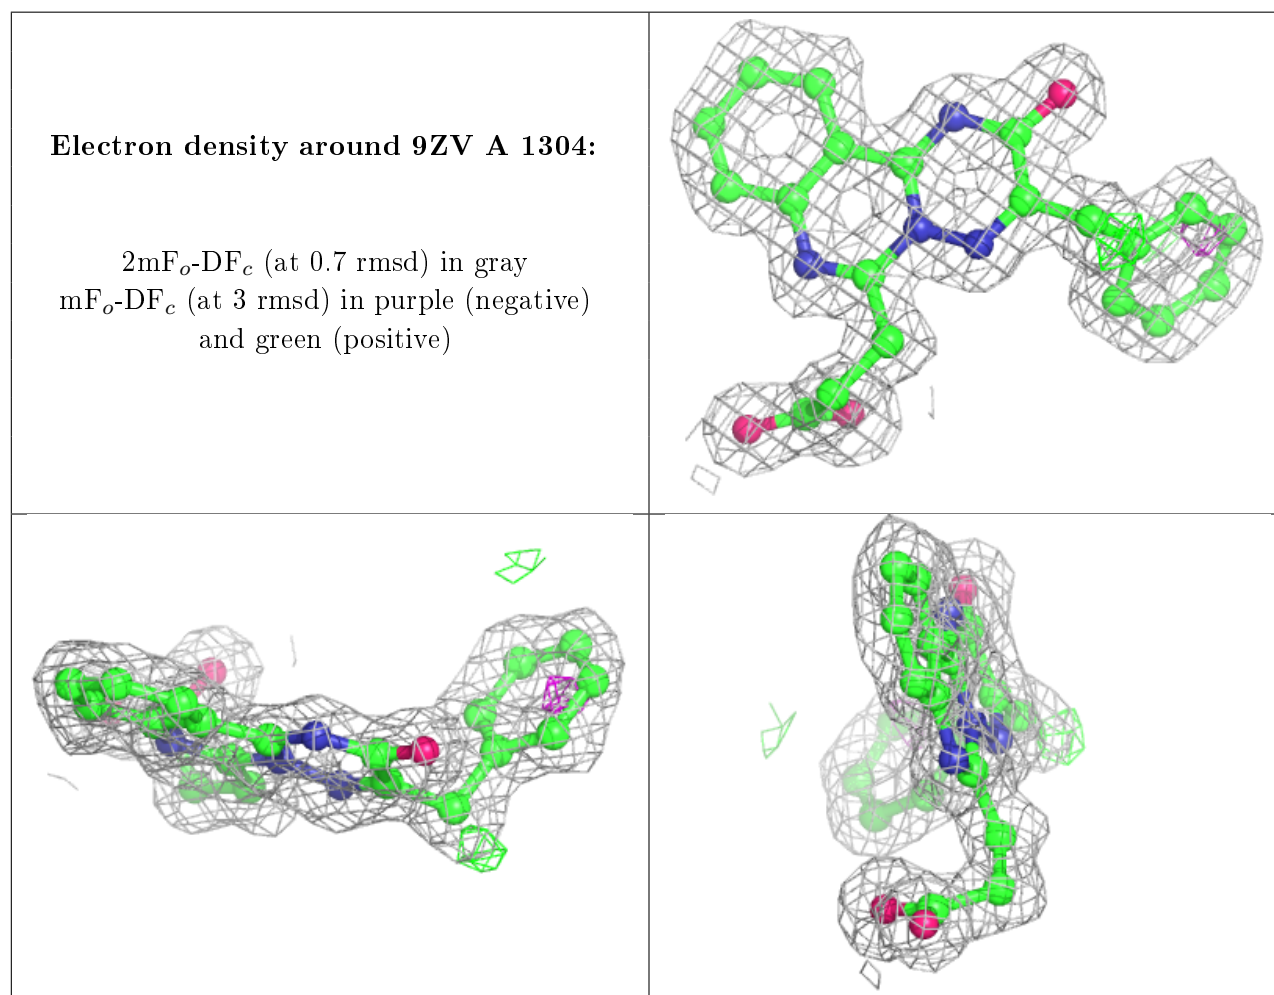 Electron density around 9ZV A 1304:
2mFo-DFc (at 0.7 rmsd) in gray
mFo-DFc (at 3 rmsd) in purple (negative)
and green (positive)